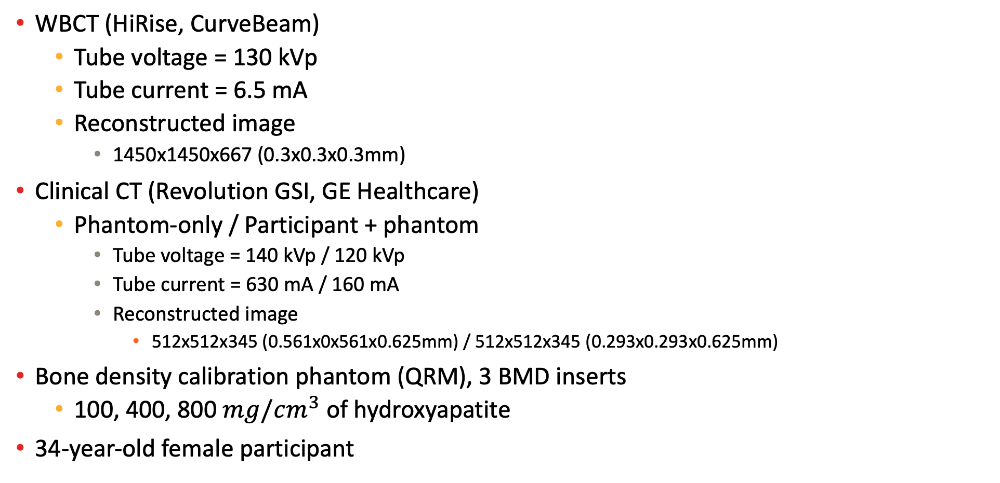 • WBCT (HiRise, CurveBeam)
• Tube voltage = 130 kVp
• Tube current = 6.5 mA
• Reconstructed image
• 1450x1450x667 (0.3x0.3x0.3mm)
• Clinical CT (Revolution GSI, GE Healthcare)
• Phantom-only / Participant + phantom
• Tube voltage = 140 kVp / 120 kVp
• Tube current = 630 mA / 160 mA
• Reconstructed image
• 512x512x345 (0.561x0x561x0.625mm) / 512x512x345 (0.293x0.293x0.625mm)
• Bone density calibration phantom (QRM), 3 BMD inserts
• 100, 400, 800 mg/cm³ of hydroxyapatite
• 34-year-old female participant